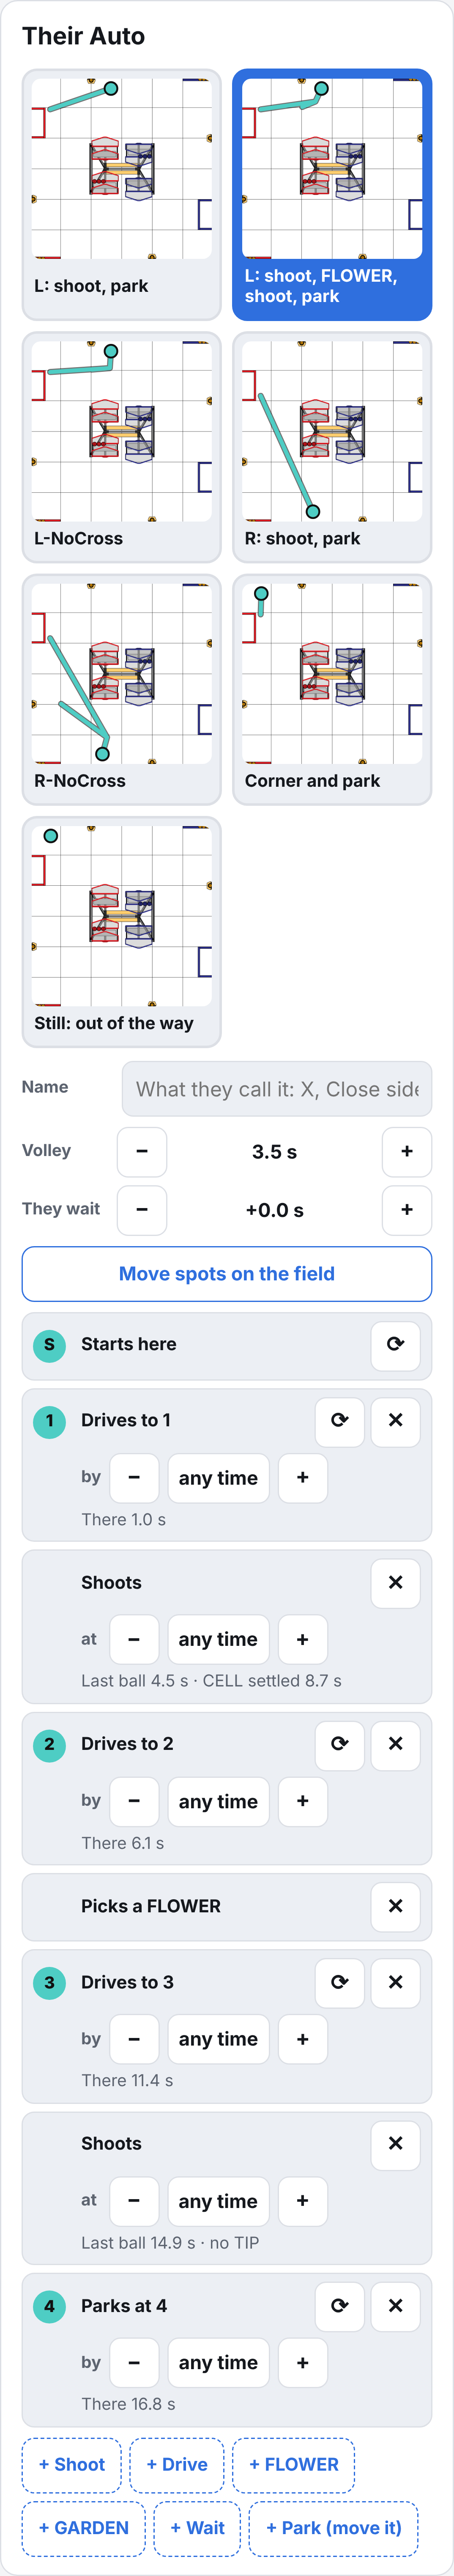 Their Auto
L: shoot, park
L: shoot, FLOWER,
shoot, park
L-NoCross
R: shoot, park
R-NoCross
Corner and park
Still: out of the way
Name
What they call it: X, Close side
Volley
− 3.5 s +
They wait
− +0.0 s +
Move spots on the field
S Starts here ⟳
1 Drives to 1 ⟳ ✕
by − any time +
There 1.0 s
Shoots ✕
at − any time +
Last ball 4.5 s · CELL settled 8.7 s
2 Drives to 2 ⟳ ✕
by − any time +
There 6.1 s
Picks a FLOWER ✕
3 Drives to 3 ⟳ ✕
by − any time +
There 11.4 s
Shoots ✕
at − any time +
Last ball 14.9 s · no TIP
4 Parks at 4 ⟳ ✕
by − any time +
There 16.8 s
+ Shoot + Drive + FLOWER
+ GARDEN + Wait + Park (move it)